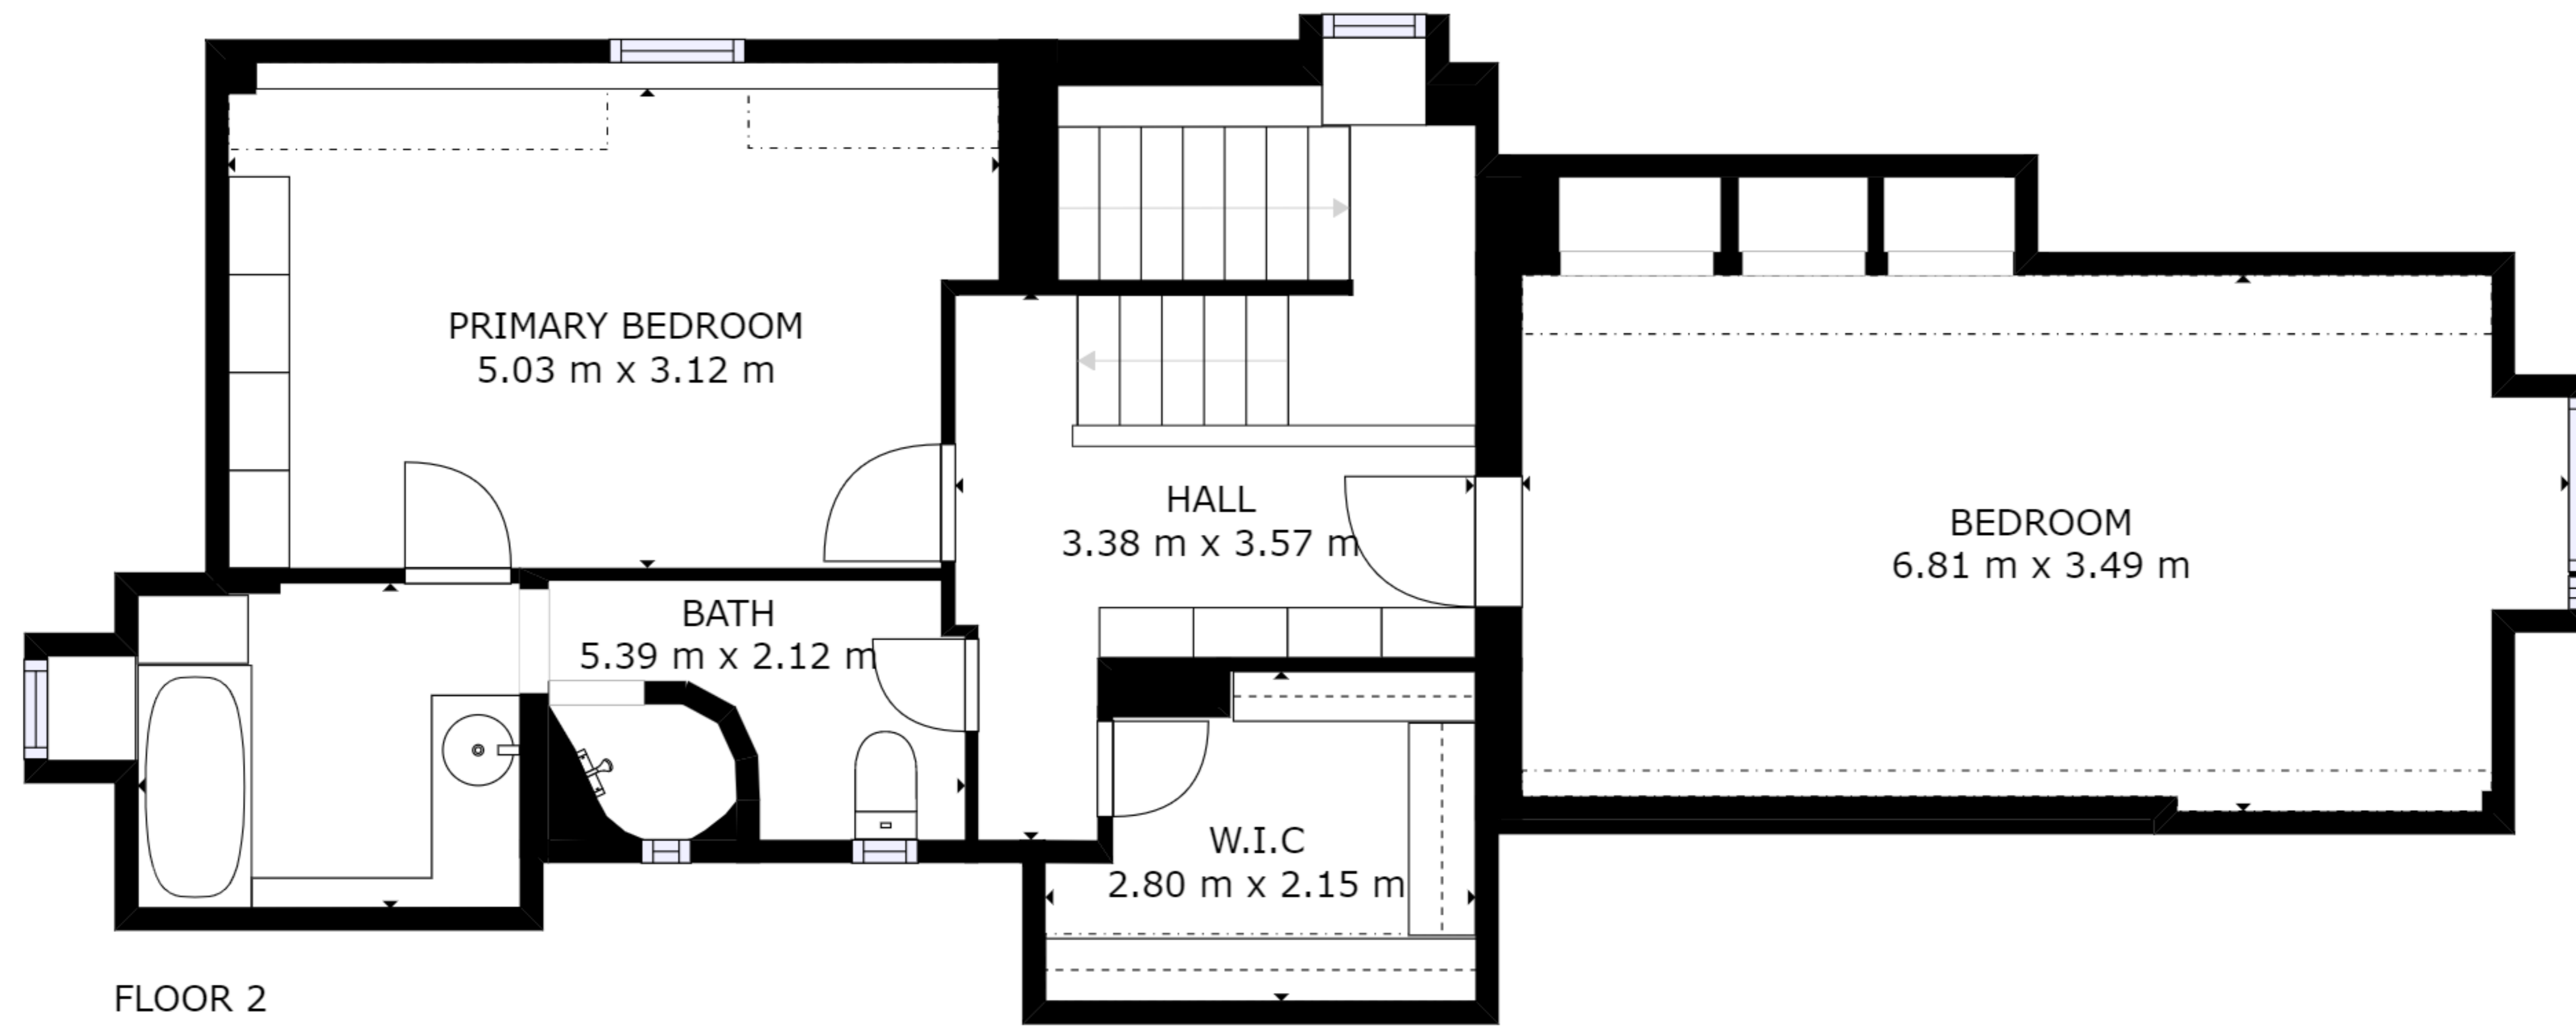 PRIMARY BEDROOM
5.03 m x 3.12 m
HALL
3.38 m x 3.57 m
BEDROOM
6.81 m x 3.49 m
BATH
5.39 m x 2.12 m
W.I.C
2.80 m x 2.15 m
FLOOR 2